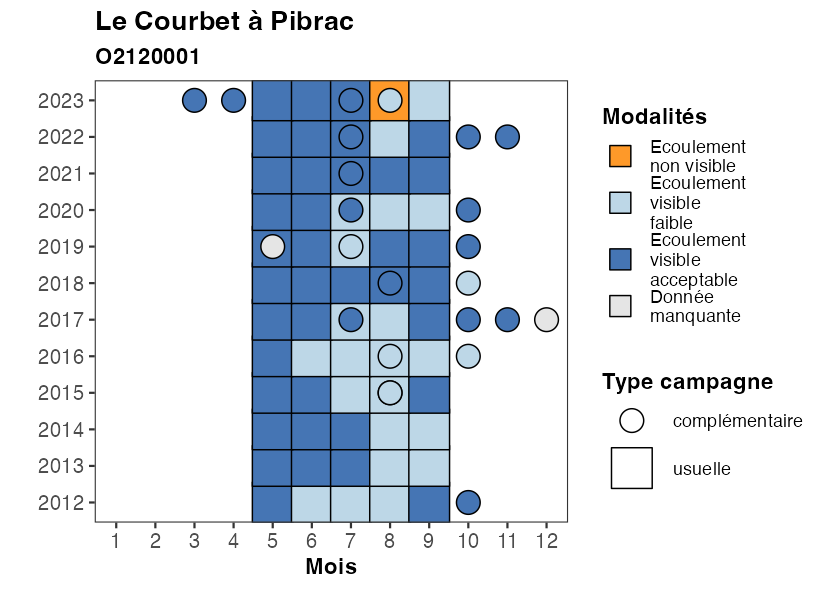 Le Courbet à Pibrac
O2120001
2023
2022
2021
2020
2019
2018
2017
2016
2015
2014
2013
2012
1 2 3 4 5 6 7 8 9 10 11 12
Mois
Modalités
Ecoulement
non visible
Ecoulement
visible
faible
Ecoulement
visible
acceptable
Donnée
manquante
Type campagne
complémentaire
usuelle